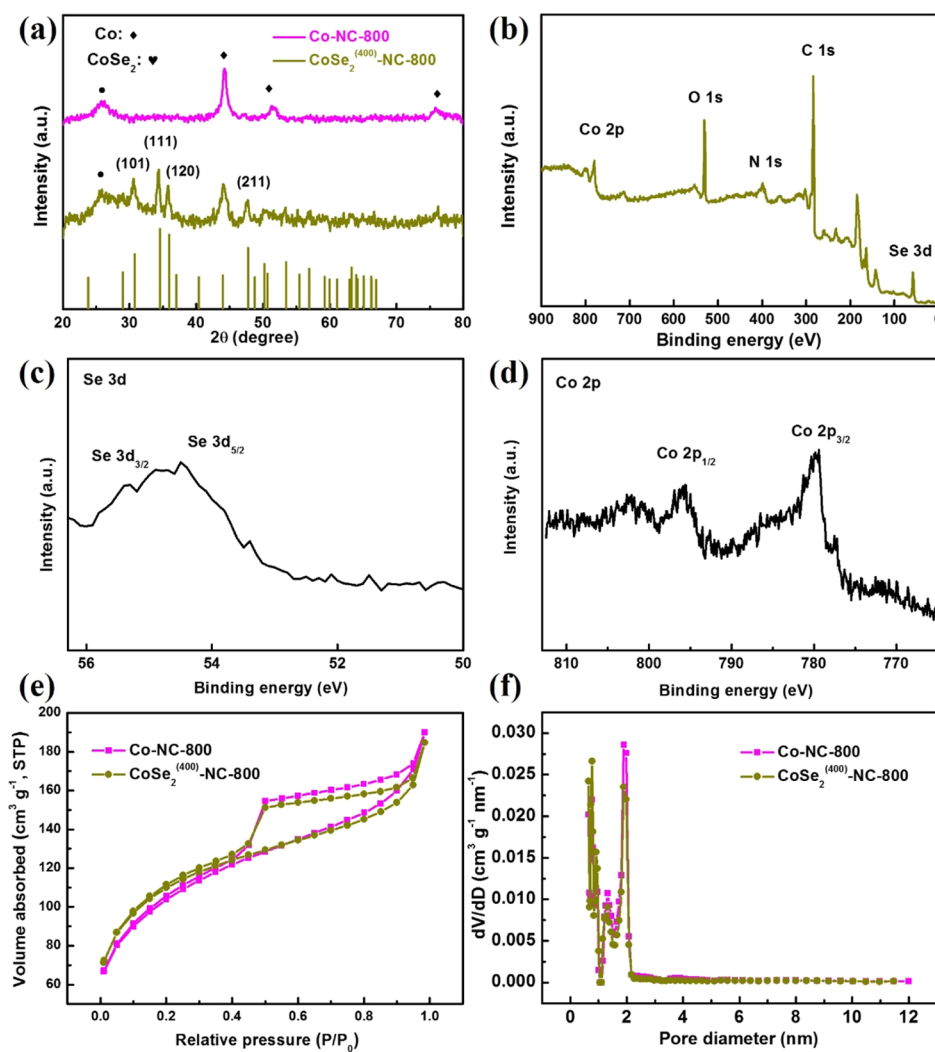 (a)
Co: ♦
CoSe2: ♥
Co-NC-800
CoSe2(400)-NC-800
(101)
(111)
(120)
(211)
Intensity (a.u.)
20 30 40 50 60 70 80
2θ (degree)
(b)
Co 2p
O 1s
N 1s
C 1s
Se 3d
Intensity (a.u.)
900 800 700 600 500 400 300 200 100 0
Binding energy (eV)
(c)
Se 3d
Se 3d3/2
Se 3d5/2
Intensity (a.u.)
56 54 52 50
Binding energy (eV)
(d)
Co 2p
Co 2p1/2
Co 2p3/2
Intensity (a.u.)
810 800 790 780 770
Binding energy (eV)
(e)
Co-NC-800
CoSe2(400)-NC-800
Volume absorbed (cm3 g-1, STP)
200
180
160
140
120
100
80
60
0.0 0.2 0.4 0.6 0.8 1.0
Relative pressure (P/P0)
(f)
Co-NC-800
CoSe2(400)-NC-800
dV/dD (cm3 g-1 nm-1)
0.030
0.025
0.020
0.015
0.010
0.005
0.000
0 2 4 6 8 10 12
Pore diameter (nm)